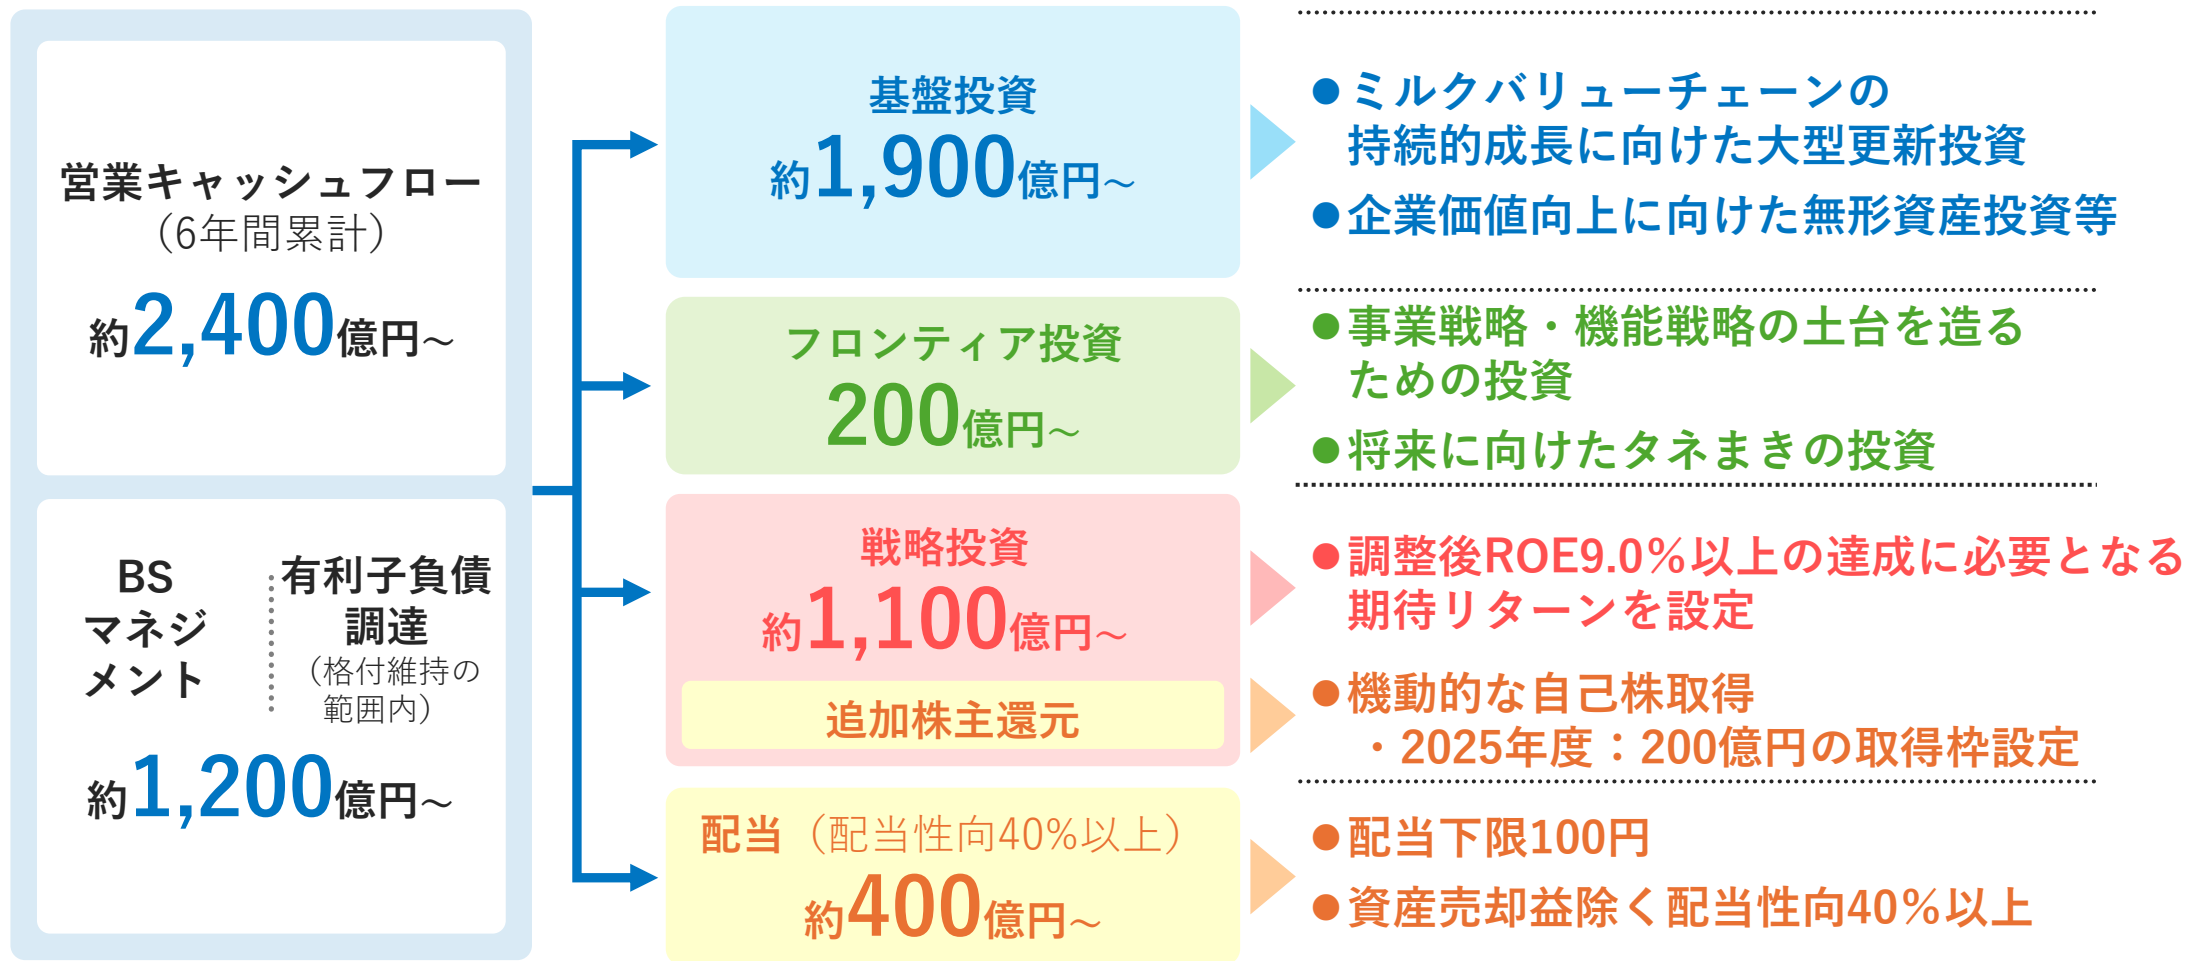 営業キャッシュフロー
（6年間累計）
約2,400億円～
BS
マネジ
メント
有利子負債
調達
（格付維持の
範囲内）
約1,200億円～
基盤投資
約1,900億円～
●ミルクバリューチェーンの
持続的成長に向けた大型更新投資
●企業価値向上に向けた無形資産投資等
フロンティア投資
200億円～
●事業戦略・機能戦略の土台を造る
ための投資
●将来に向けたタネまきの投資
戦略投資
約1,100億円～
●調整後ROE9.0％以上の達成に必要となる
期待リターンを設定
追加株主還元
●機動的な自己株取得
・2025年度：200億円の取得枠設定
配当（配当性向40％以上）
約400億円～
●配当下限100円
●資産売却益除く配当性向40％以上